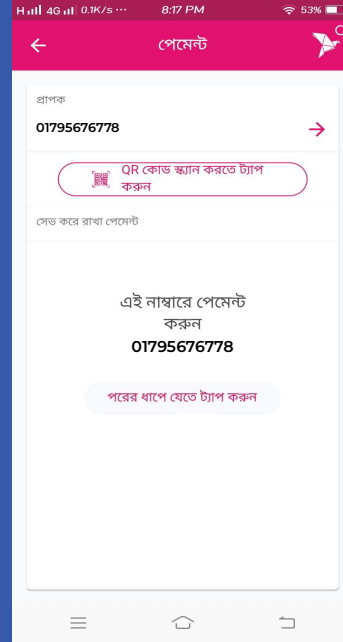 H 4G 0.1K/s ... 8:17 PM 53%
পেমেন্ট
প্রাপক
01795676778
QR কোড স্ক্যান করতে ট্যাপ
করুন
সেভ করে রাখা পেমেন্ট
এই নাম্বারে পেমেন্ট
করুন
01795676778
পরের ধাপে যেতে ট্যাপ করুন